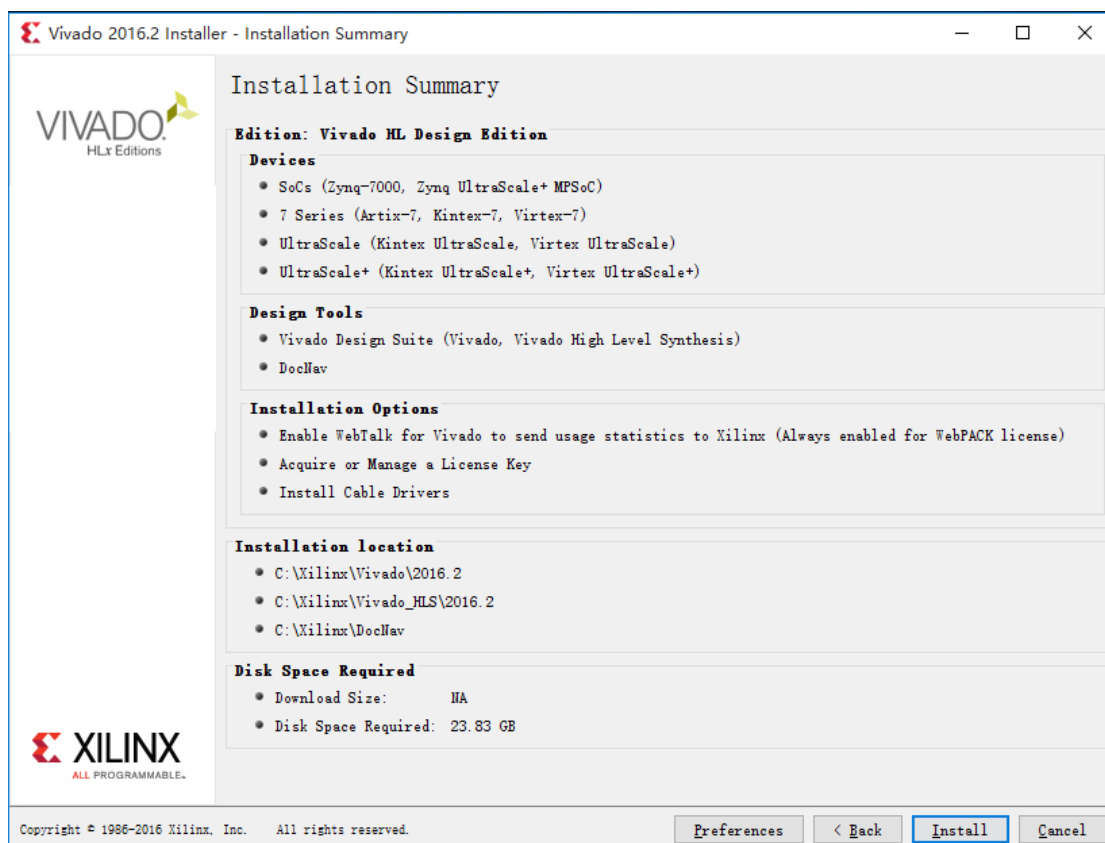 Vivado 2016.2 Installer - Installation Summary
VIVADO.
HLx Editions
Installation Summary
Edition: Vivado HL Design Edition
Devices
SoCs (Zynq-7000, Zynq UltraScale+ MPSoC)
7 Series (Artix-7, Kintex-7, Virtex-7)
UltraScale (Kintex UltraScale, Virtex UltraScale)
UltraScale+ (Kintex UltraScale+, Virtex UltraScale+)
Design Tools
Vivado Design Suite (Vivado, Vivado High Level Synthesis)
DocNav
Installation Options
Enable WebTalk for Vivado to send usage statistics to Xilinx (Always enabled for WebPACK license)
Acquire or Manage a License Key
Install Cable Drivers
Installation location
C:\Xilinx\Vivado\2016.2
C:\Xilinx\Vivado_HLS\2016.2
C:\Xilinx\DocNav
Disk Space Required
Download Size: NA
Disk Space Required: 23.83 GB
XILINX
ALL PROGRAMMABLE™
Copyright © 1986-2016 Xilinx, Inc. All rights reserved.
Preferences < Back Install Cancel